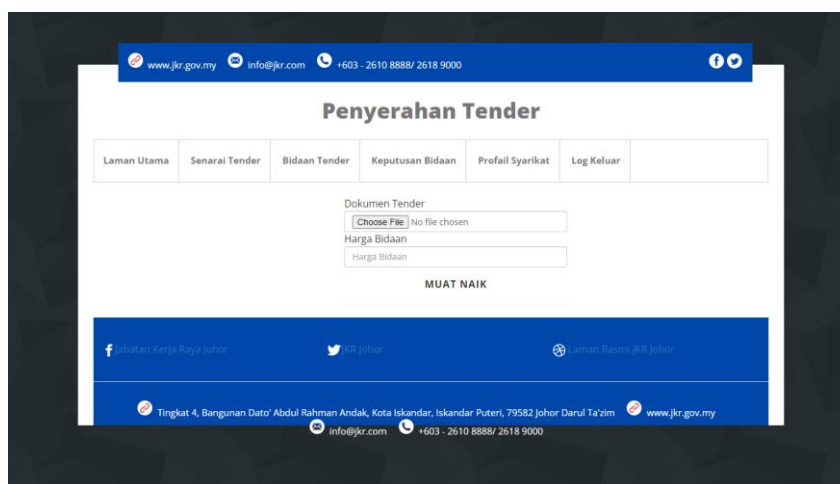 www.jkr.gov.my info@jkr.com +603 - 2610 8888/ 2618 9000
Penyerahan Tender
Laman Utama Senarai Tender Bidaan Tender Keputusan Bidaan Profail Syarikat Log Keluar
Dokumen Tender
Choose File No file chosen
Harga Bidaan
Harga Bidaan
MUAT NAIK
Jabatan Kerja Raya Johor JKR Johor Laman Rasmi JKR Johor
Tingkat 4, Bangunan Dato' Abdul Rahman Andak, Kota Iskandar, Iskandar Puteri, 79582 Johor Darul Ta'zim www.jkr.gov.my
info@jkr.com +603 - 2610 8888/ 2618 9000